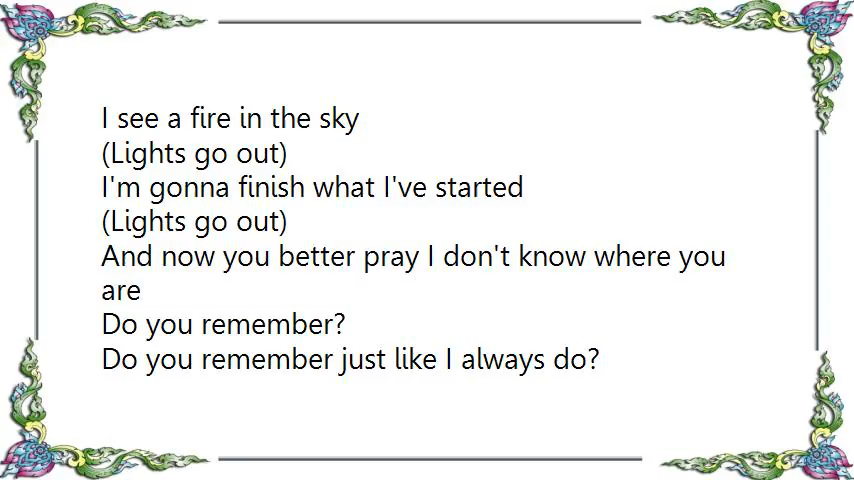 I see a fire in the sky
(Lights go out)
I'm gonna finish what I've started
(Lights go out)
And now you better pray I don't know where you
are
Do you remember?
Do you remember just like I always do?